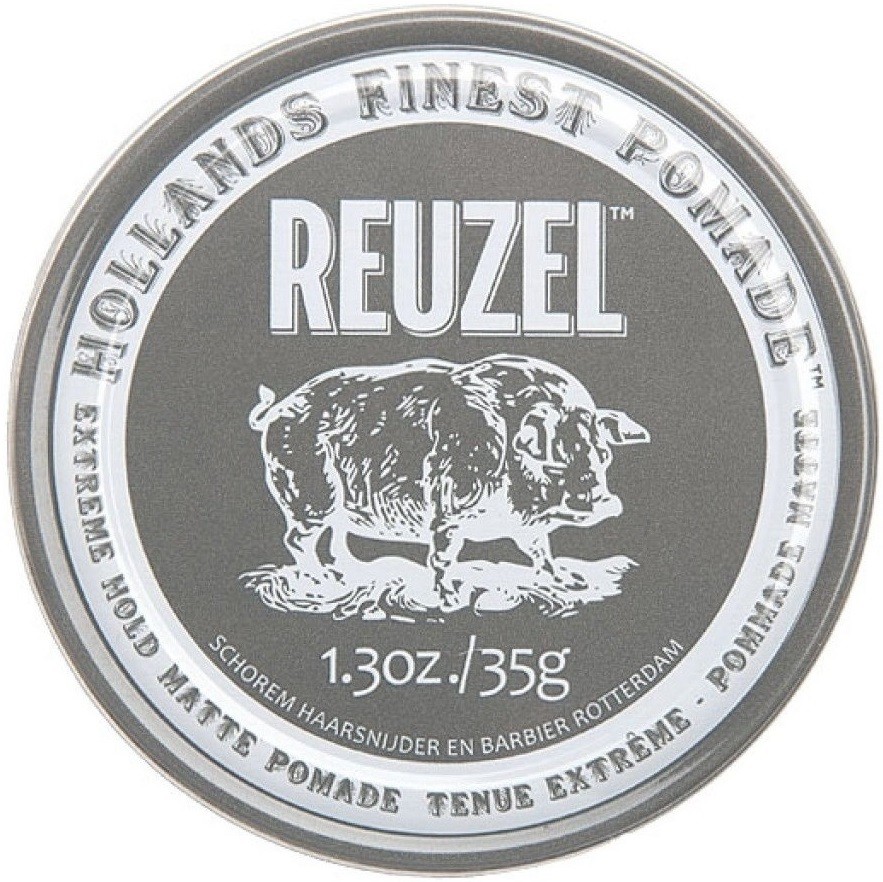 HOLLANDS FINEST POMADE™
REUZEL™
1.3oz./35g
SCHOREM HAARSNIJDER EN BARBIER ROTTERDAM
EXTREME HOLD MATTE POMADE TENUE EXTRÊME - POMMADE MATTE